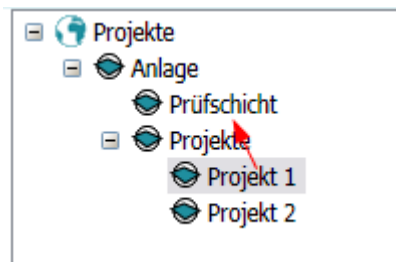 Projekte
Anlage
Prüfschicht
Projekte
Projekt 1
Projekt 2